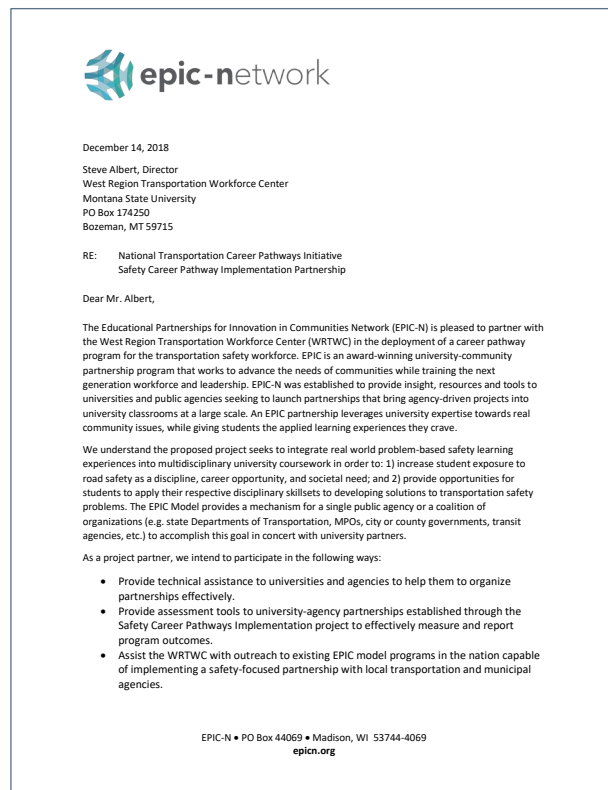 epic-network
December 14, 2018
Steve Albert, Director
West Region Transportation Workforce Center
Montana State University
PO Box 174250
Bozeman, MT 59715
RE: National Transportation Career Pathways Initiative
Safety Career Pathway Implementation Partnership
Dear Mr. Albert,
The Educational Partnerships for Innovation in Communities Network (EPIC-N) is pleased to partner with
the West Region Transportation Workforce Center (WRTWC) in the deployment of a career pathway
program for the transportation safety workforce. EPIC is an award-winning university-community
partnership program that works to advance the needs of communities while training the next
generation workforce and leadership. EPIC-N was established to provide insight, resources and tools to
universities and public agencies seeking to launch partnerships that bring agency-driven projects into
university classrooms at a large scale. An EPIC partnership leverages university expertise towards real
community issues, while giving students the applied learning experiences they crave.
We understand the proposed project seeks to integrate real world problem-based safety learning
experiences into multidisciplinary university coursework in order to: 1) increase student exposure to
road safety as a discipline, career opportunity, and societal need; and 2) provide opportunities for
students to apply their respective disciplinary skillsets to developing solutions to transportation safety
problems. The EPIC Model provides a mechanism for a single public agency or a coalition of
organizations (e.g. state Departments of Transportation, MPOs, city or county governments, transit
agencies, etc.) to accomplish this goal in concert with university partners.
As a project partner, we intend to participate in the following ways:
• Provide technical assistance to universities and agencies to help them to organize
partnerships effectively.
• Provide assessment tools to university-agency partnerships established through the
Safety Career Pathways Implementation project to effectively measure and report
program outcomes.
• Assist the WRTWC with outreach to existing EPIC model programs in the nation capable
of implementing a safety-focused partnership with local transportation and municipal
agencies.
EPIC-N • PO Box 44069 • Madison, WI 53744-4069
epicn.org